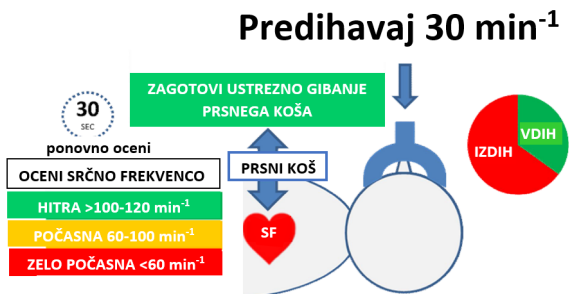 Predihavaj 30 min⁻¹
ZAGOTOVI USTREZNO GIBANJE
PRSNEGA KOŠA
30
SEC
ponovno oceni
OCENI SRČNO FREKVENCO
HITRA >100-120 min⁻¹
POČASNA 60-100 min⁻¹
ZELO POČASNA <60 min⁻¹
PRSNI KOŠ
SF
VDIH
IZDIH